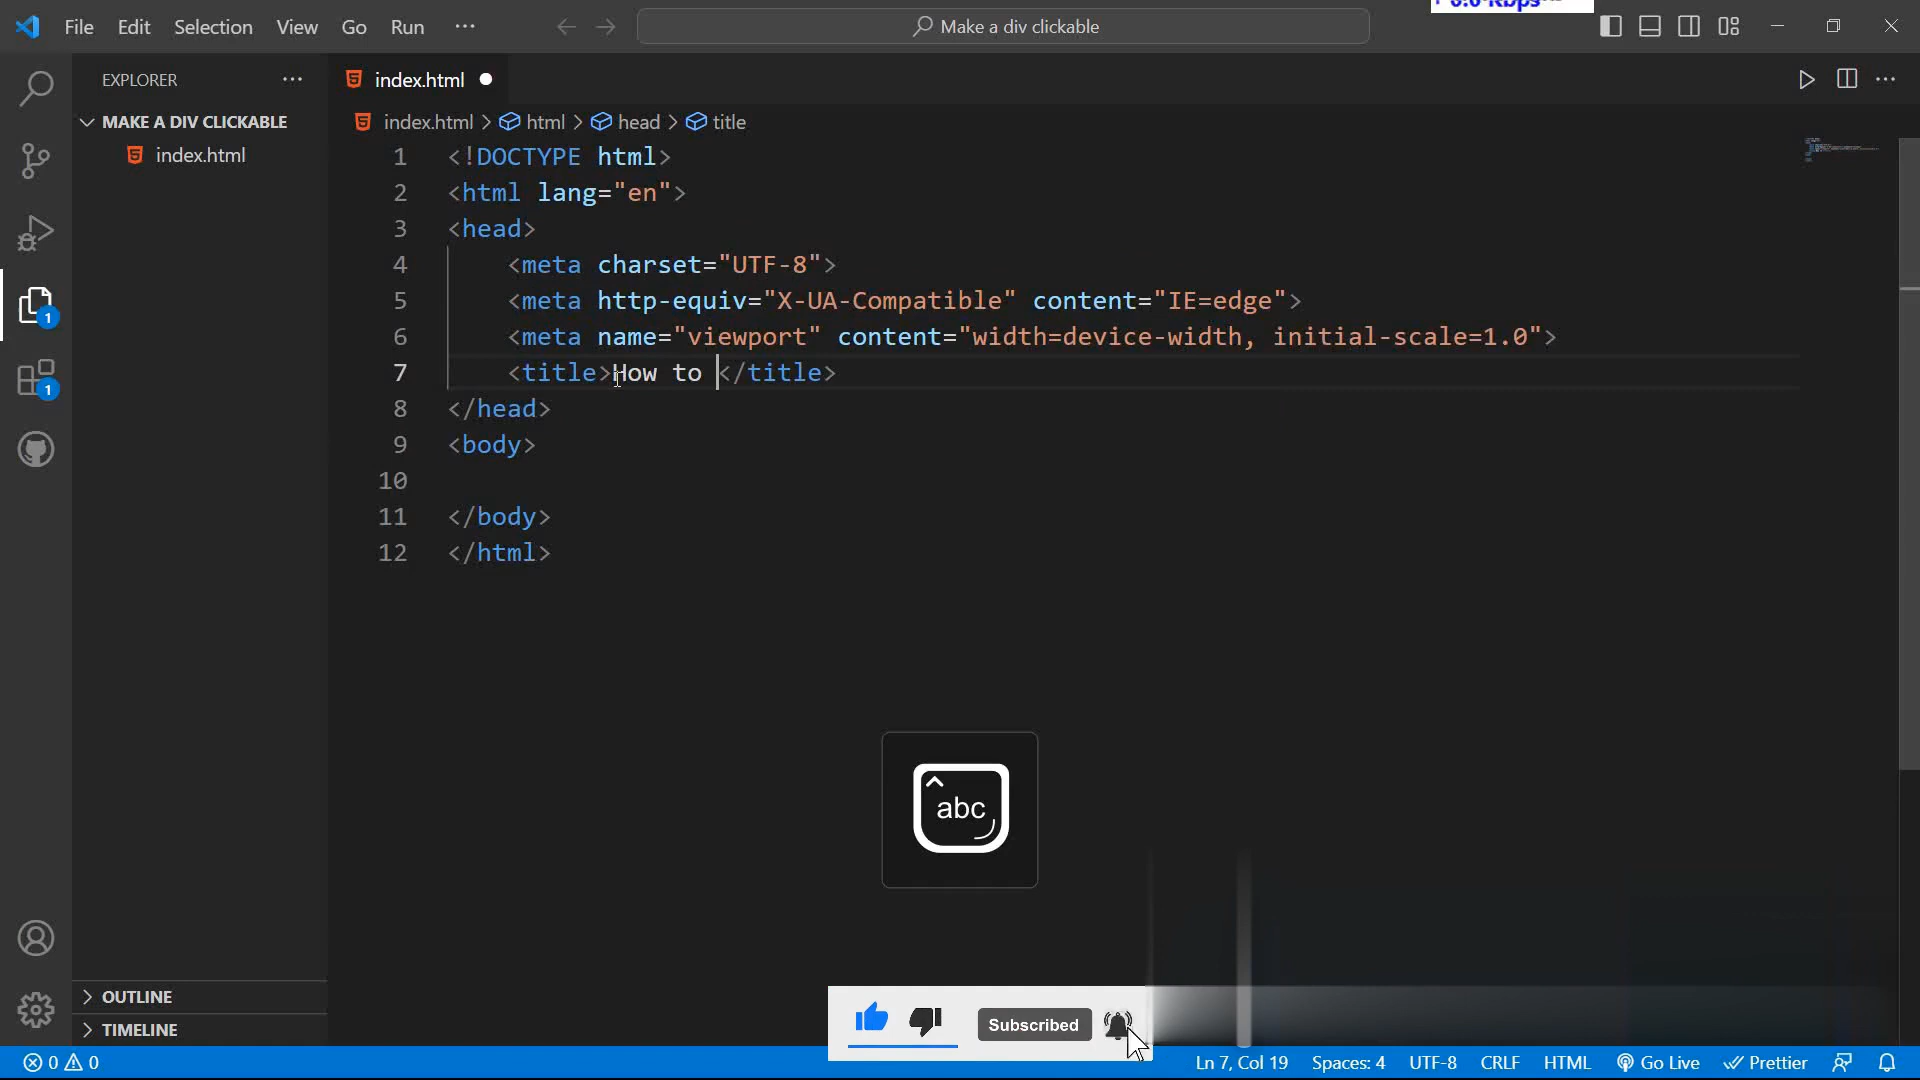 File Edit Selection View Go Run ···
Make a div clickable
EXPLORER
MAKE A DIV CLICKABLE
index.html
index.html
index.html > html > head > title
1 <!DOCTYPE html>
2 <html lang="en">
3 <head>
4 <meta charset="UTF-8">
5 <meta http-equiv="X-UA-Compatible" content="IE=edge">
6 <meta name="viewport" content="width=device-width, initial-scale=1.0">
7 <title>How to </title>
8 </head>
9 <body>
10
11 </body>
12 </html>
1
1
abc
OUTLINE
TIMELINE
Subscribed
0 0
Ln 7, Col 19 Spaces: 4 UTF-8 CRLF HTML Go Live Prettier